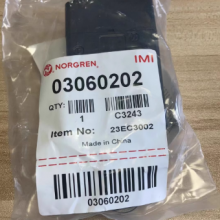 NORGREN IMI
03060202
QTY:
1 C3243
Item No: 23EC3002
Made in China
03060202